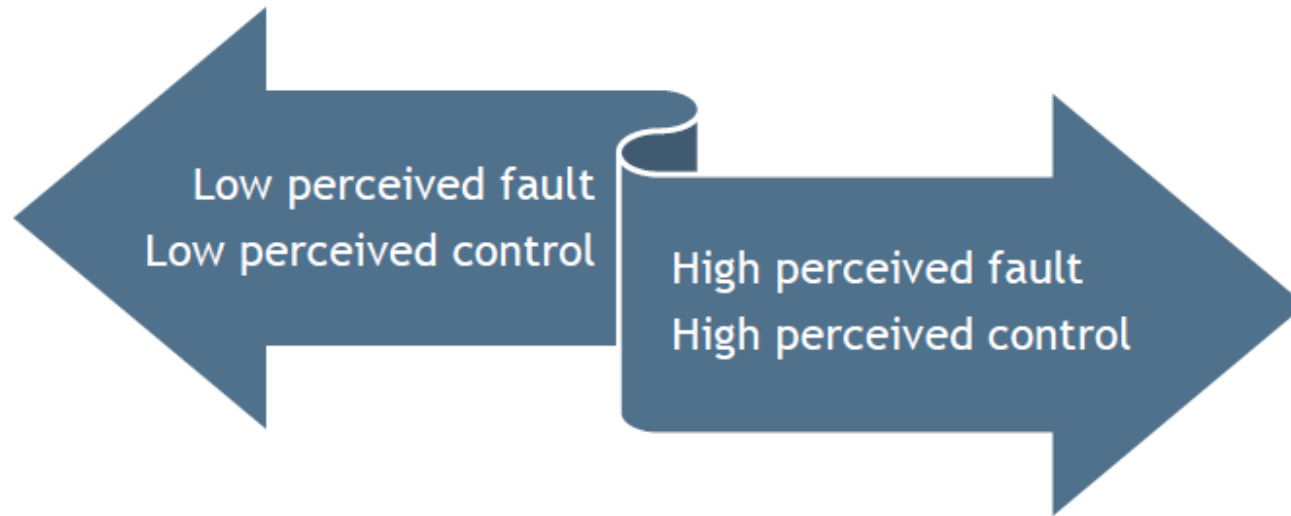 Low perceived fault
Low perceived control
High perceived fault
High perceived control